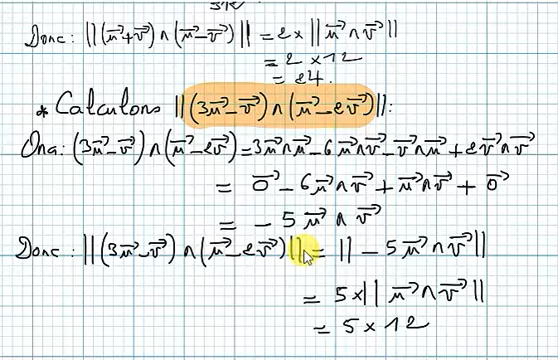 Donc: ||(u⃗+v⃗)∧(u⃗-v⃗)|| = 2×||u⃗∧v⃗||
= 2×12
= 24.
* Calculons ||(3u⃗-v⃗)∧(u⃗-2v⃗)||:
Ona: (3u⃗-v⃗)∧(u⃗-2v⃗)=3u⃗∧u⃗-6u⃗∧v⃗-v⃗∧u⃗+2v⃗∧v⃗
= 0⃗-6u⃗∧v⃗+u⃗∧v⃗+0⃗
= -5u⃗∧v⃗
Donc: ||(3u⃗-v⃗)∧(u⃗-2v⃗)|| = ||-5u⃗∧v⃗||
= 5×||u⃗∧v⃗||
= 5×12